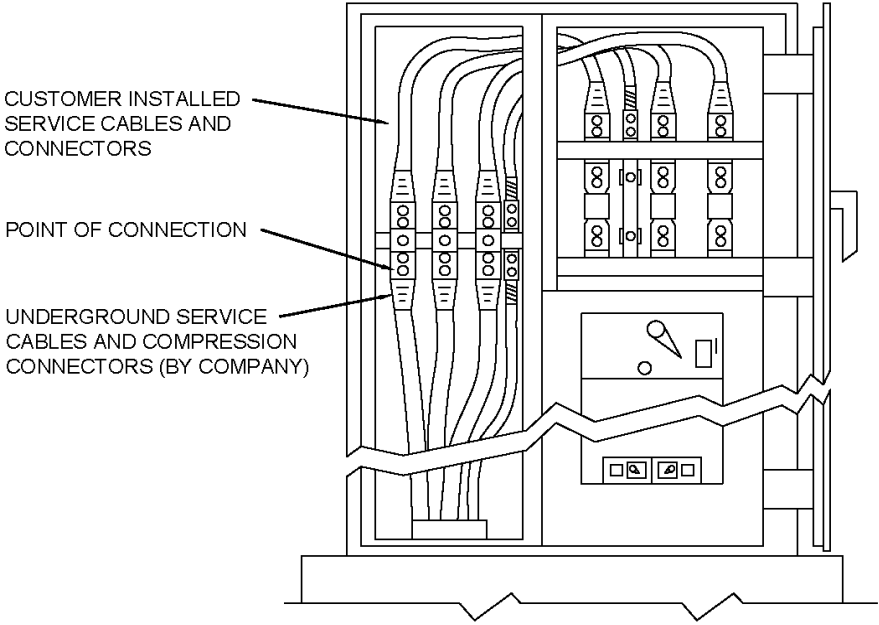 CUSTOMER INSTALLED
SERVICE CABLES AND
CONNECTORS
POINT OF CONNECTION
UNDERGROUND SERVICE
CABLES AND COMPRESSION
CONNECTORS (BY COMPANY)